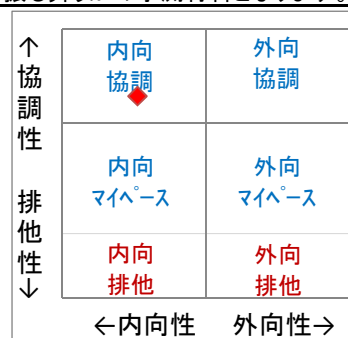 ↑協調性 排他性↓
内向
協調
外向
協調
内向
マイペース
外向
マイペース
内向
排他
外向
排他
←内向性 外向性→